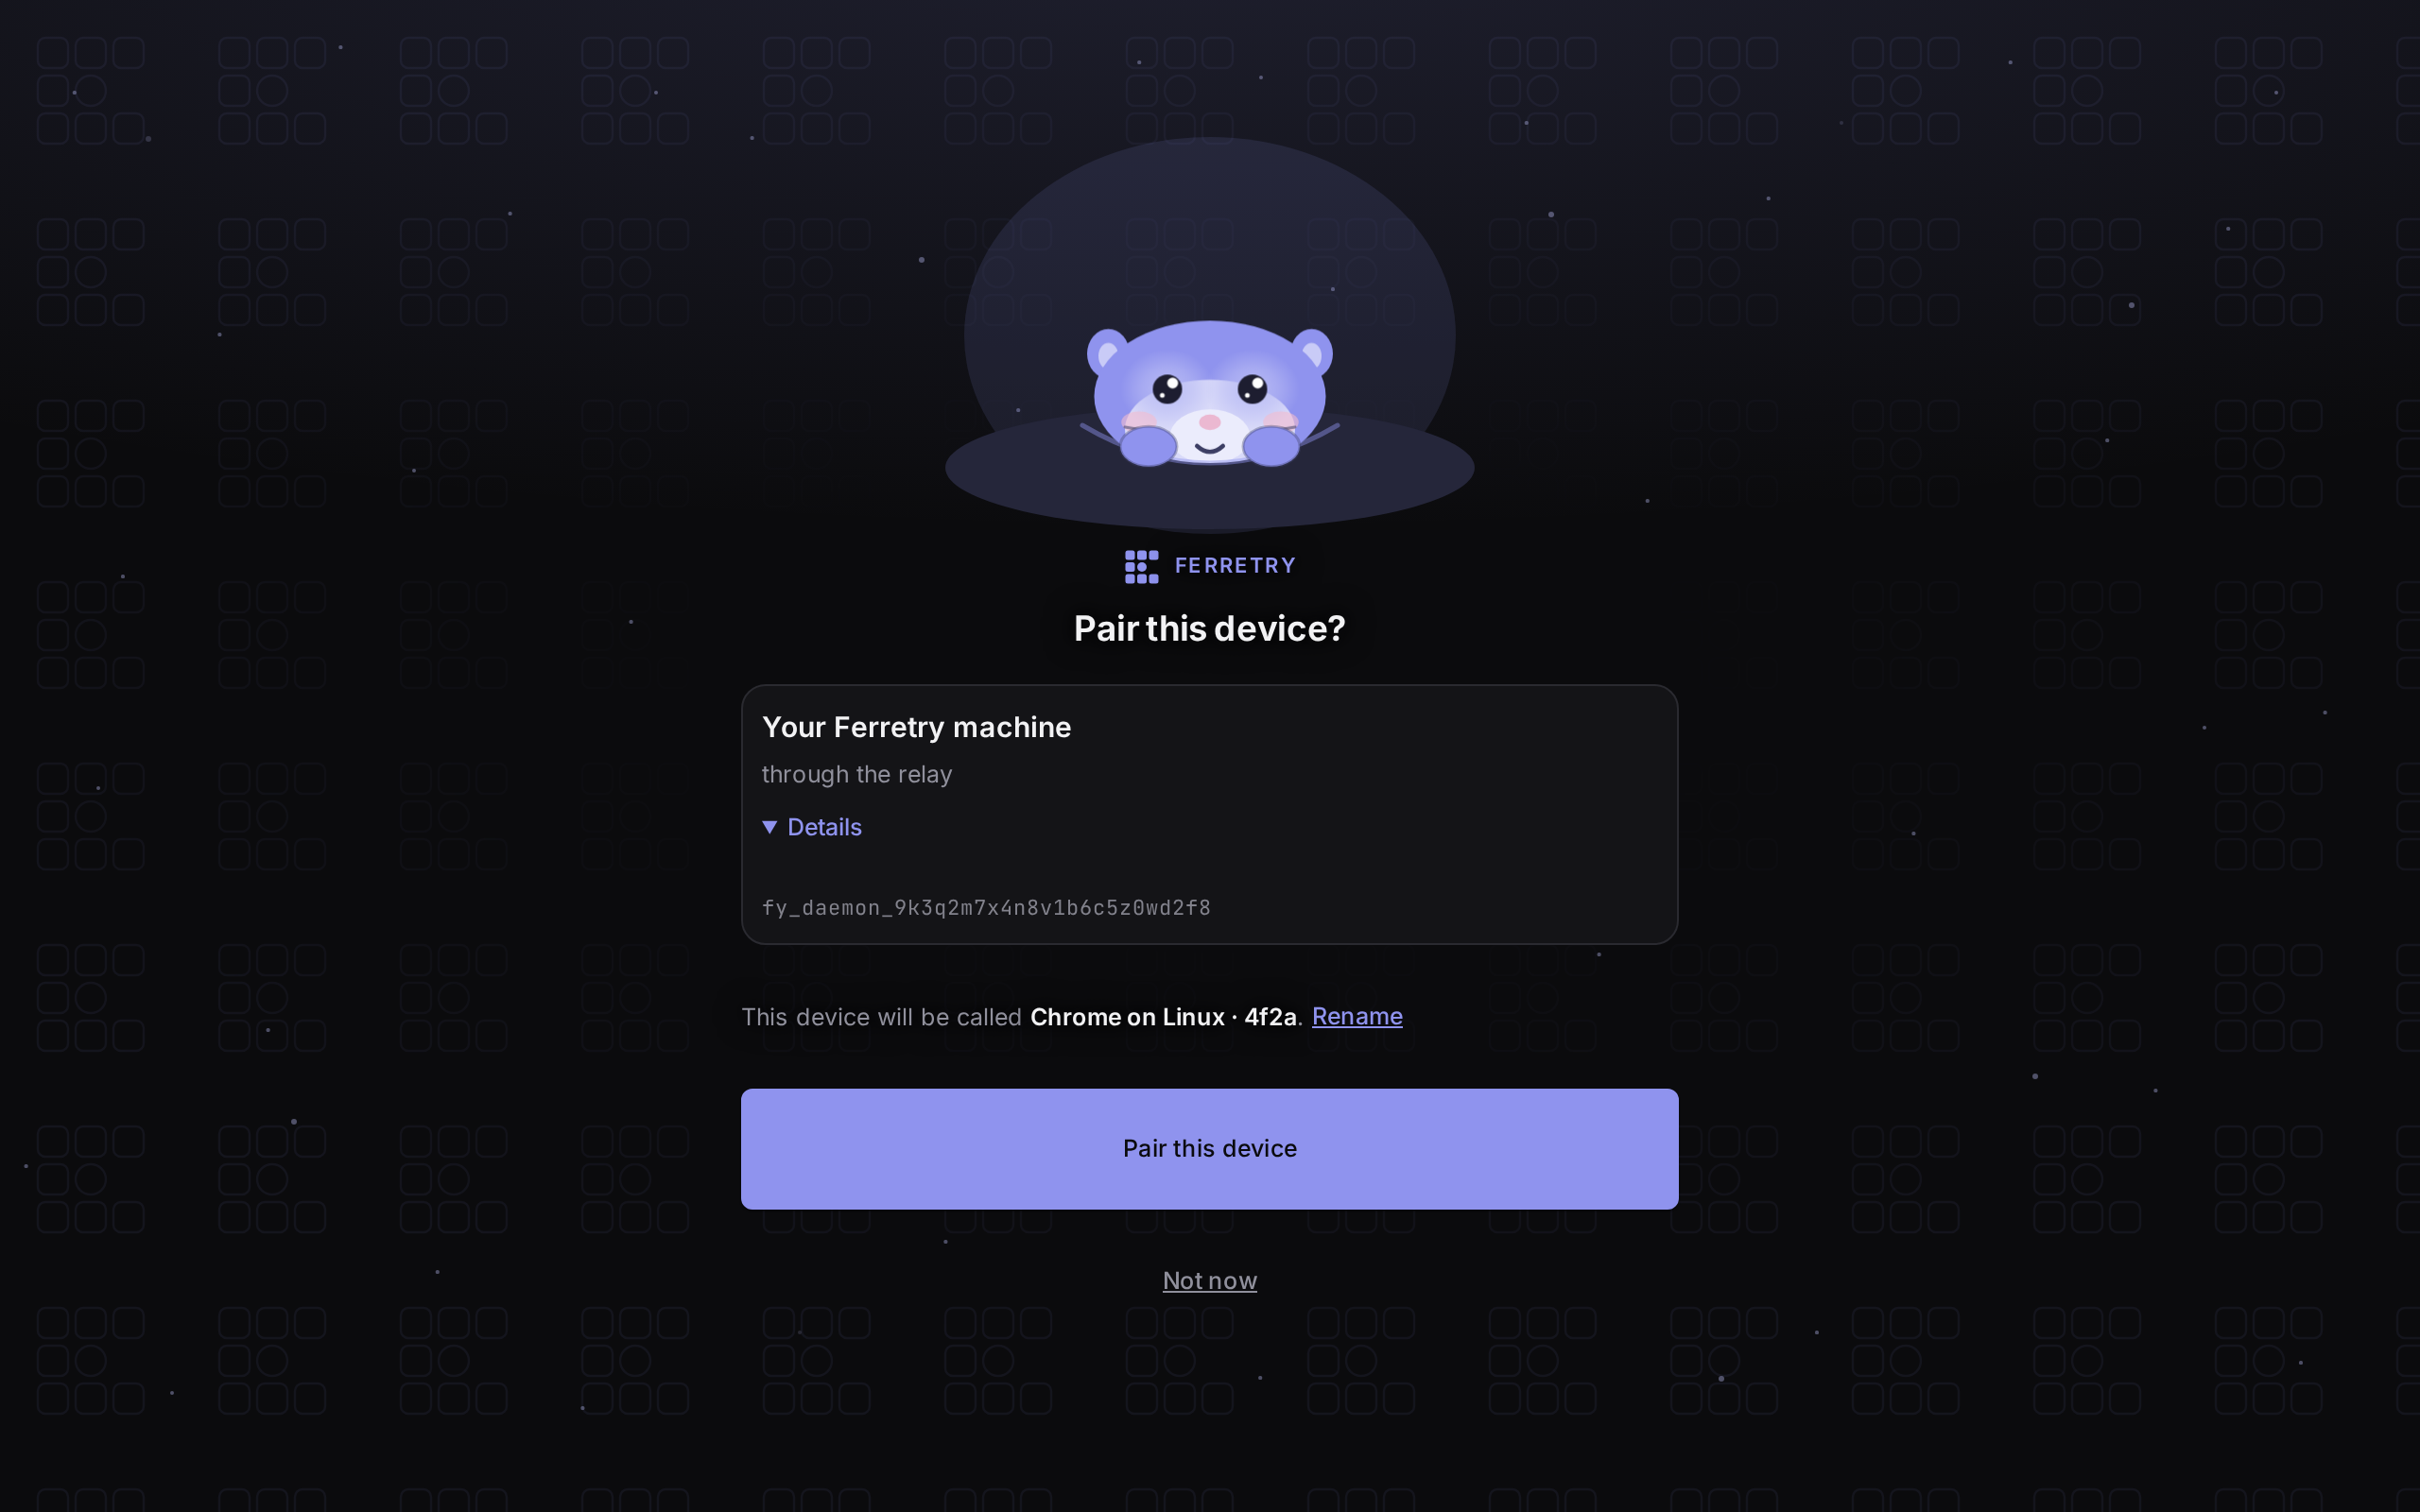 FERRETRY
Pair this device?
Your Ferretry machine
through the relay
▼ Details
fy_daemon_9k3q2m7x4n8v1b6c5z0wd2f8
This device will be called Chrome on Linux · 4f2a. Rename
Pair this device
Not now